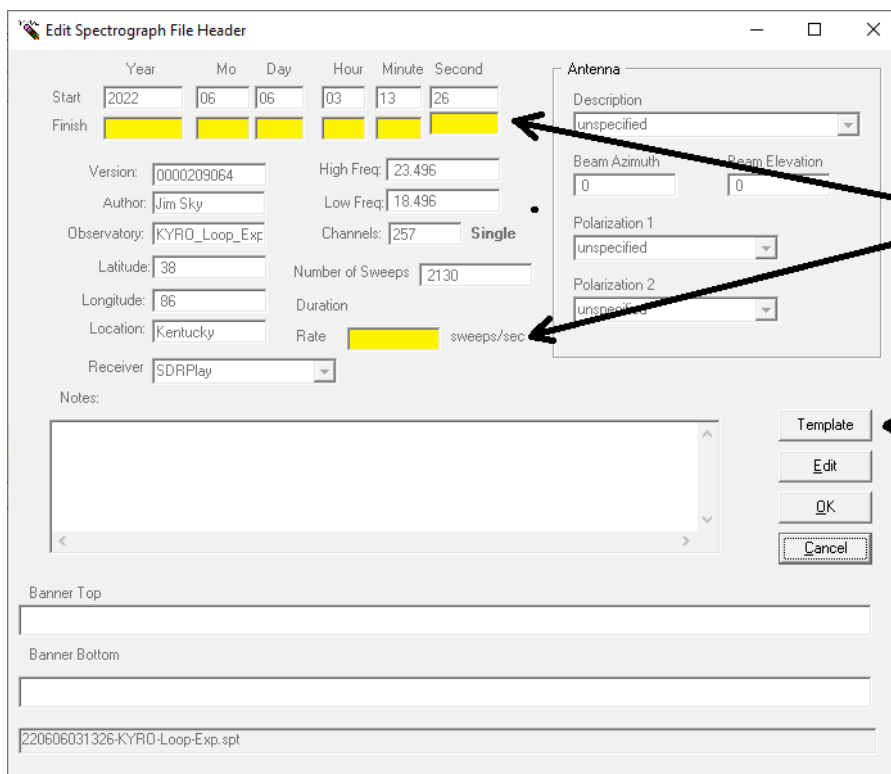 Edit Spectrograph File Header
Year Mo Day Hour Minute Second
Start 2022 06 06 03 13 26
Finish
Antenna
Description
unspecified
Beam Azimuth Beam Elevation
0 0
Polarization 1
unspecified
Polarization 2
unspecified
Version: 0000209064
Author: Jim Sky
Observatory: KYRO_Loop_Exp
Latitude: 38
Longitude: 86
Location: Kentucky
Receiver SDRPlay
High Freq: 23.496
Low Freq: 18.496
Channels: 257 Single
Number of Sweeps 2130
Duration
Rate sweeps/sec
Notes:
Template
Edit
OK
Cancel
Banner Top
Banner Bottom
220606031326-KYRO-Loop-Exp.spt